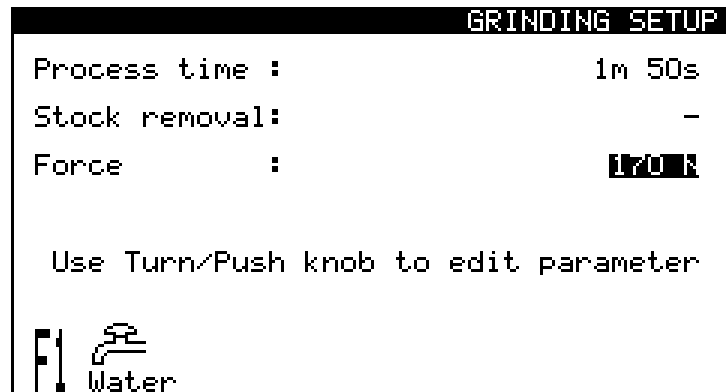 GRINDING SETUP
Process time : 1m 50s
Stock removal: -
Force : 170 N
Use Turn/Push knob to edit parameter
F1 Water